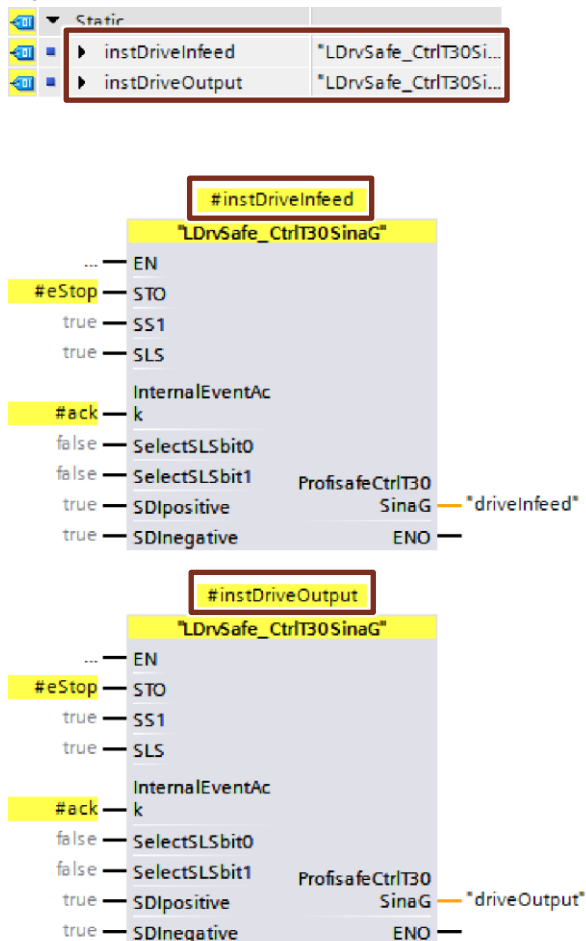 Static
instDriveInfeed "LDrvSafe_CtrlT30Si...
instDriveOutput "LDrvSafe_CtrlT30Si...
#instDriveInfeed
"LDrvSafe_CtrlT30SinaG"
... EN
#eStop STO
true SS1
true SLS
InternalEventAc
#ack k
false SelectSLSbit0
false SelectSLSbit1 ProfisafeCtrlT30
true SDIpositive SinaG "driveInfeed"
true SDInegative ENO
#instDriveOutput
"LDrvSafe_CtrlT30SinaG"
... EN
#eStop STO
true SS1
true SLS
InternalEventAc
#ack k
false SelectSLSbit0
false SelectSLSbit1 ProfisafeCtrlT30
true SDIpositive SinaG "driveOutput"
true SDInegative ENO